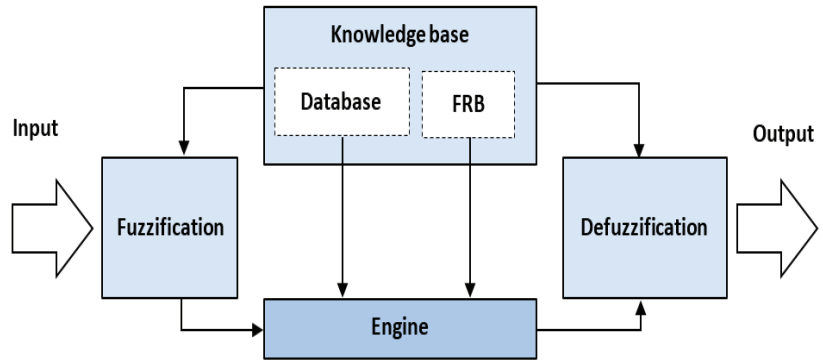 Knowledge base
Database
FRB
Input
Output
Fuzzification
Defuzzification
Engine